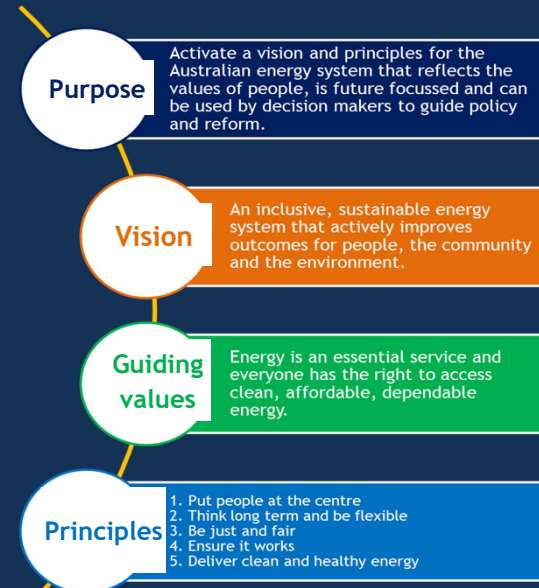 Purpose
Activate a vision and principles for the
Australian energy system that reflects the
values of people, is future focussed and can
be used by decision makers to guide policy
and reform.
Vision
An inclusive, sustainable energy
system that actively improves
outcomes for people, the community
and the environment.
Guiding
values
Energy is an essential service and
everyone has the right to access
clean, affordable, dependable
energy.
Principles
1. Put people at the centre
2. Think long term and be flexible
3. Be just and fair
4. Ensure it works
5. Deliver clean and healthy energy